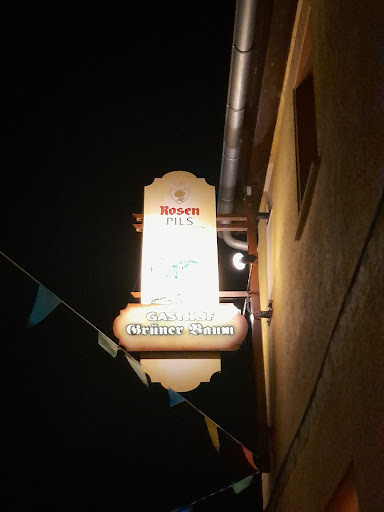 Rosen
PILS
GASTHOF
Grüner Baum